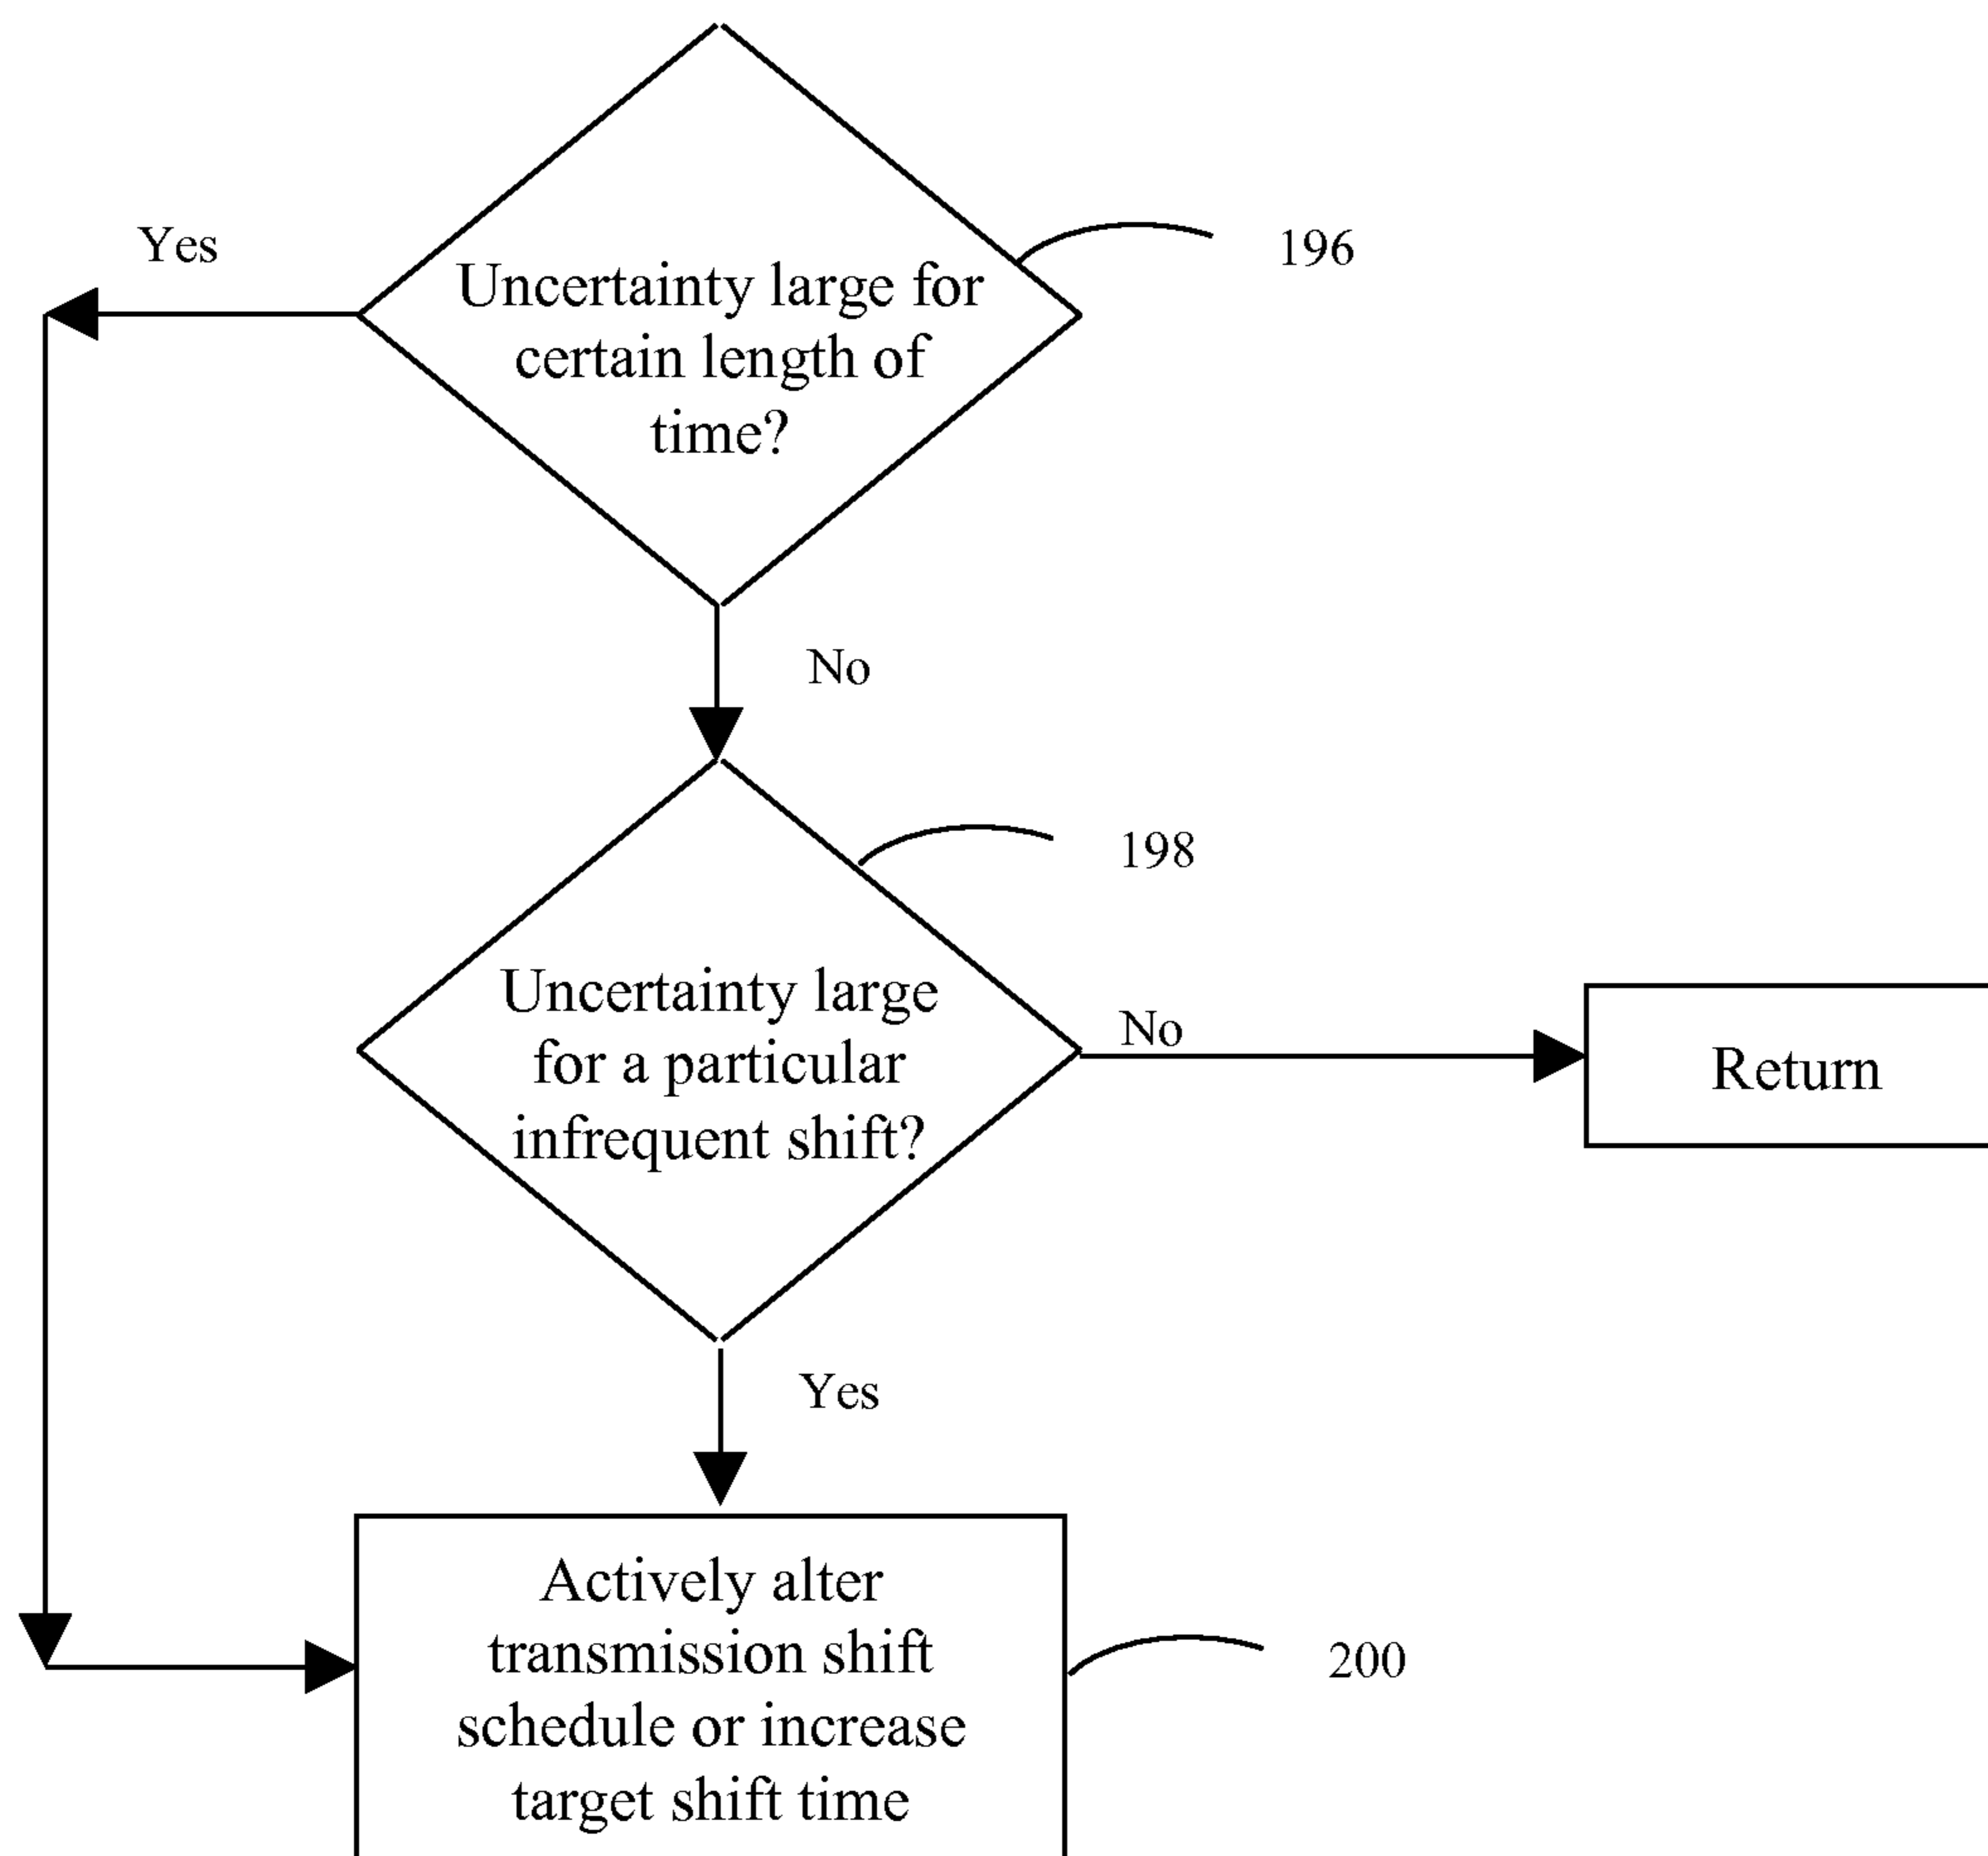 Yes
196
Uncertainty large for
certain length of
time?
No
198
Uncertainty large
for a particular
infrequent shift?
No
Return
Yes
Actively alter
transmission shift
schedule or increase
target shift time
200